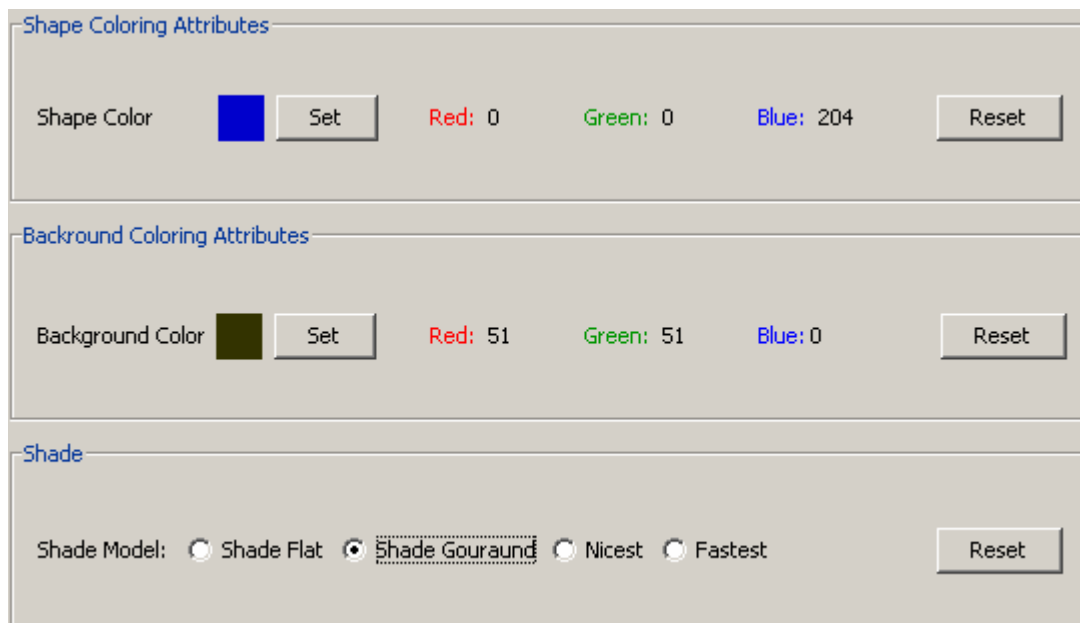 Shape Coloring Attributes
Shape Color Set Red: 0 Green: 0 Blue: 204 Reset
Backround Coloring Attributes
Background Color Set Red: 51 Green: 51 Blue: 0 Reset
Shade
Shade Model: Shade Flat Shade Gouraund Nicest Fastest Reset